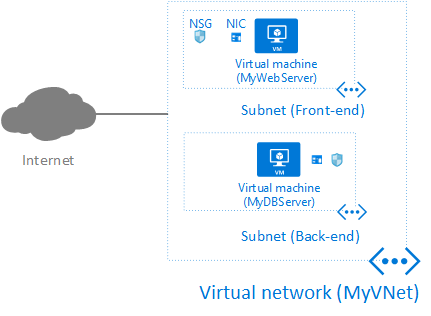 NSG NIC
VM
Virtual machine
(MyWebServer)
Subnet (Front-end)
Internet
VM
Virtual machine
(MyDBServer)
Subnet (Back-end)
Virtual network (MyVNet)